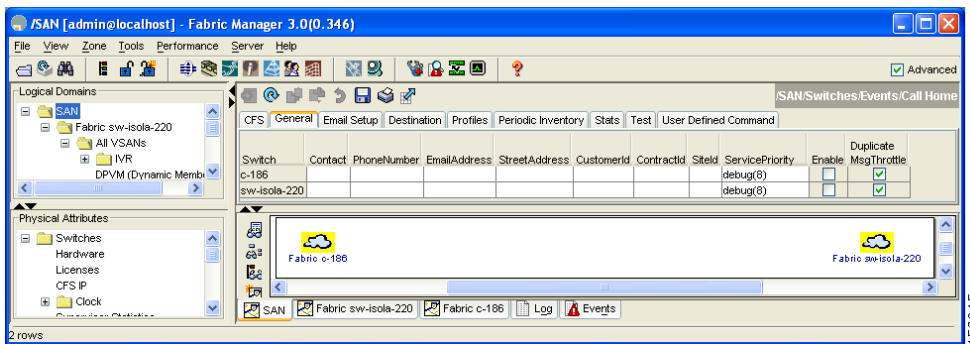 /SAN [admin@localhost] - Fabric Manager 3.0(0.346)
File View Zone Tools Performance Server Help
Advanced
Logical Domains
SAN
Fabric sw-isola-220
All VSANs
IVR
DPVM (Dynamic Memb
/SAN/Switches/Events/Call Home
CFS General Email Setup Destination Profiles Periodic Inventory Stats Test User Defined Command
Switch Contact PhoneNumber EmailAddress StreetAddress CustomerId ContractId SiteId ServicePriority Enable Duplicate MsgThrottle
c-186 debug(8)
sw-isola-220 debug(8)
Physical Attributes
Switches
Hardware
Licenses
CFS IP
Clock
Fabric c-186
Fabric sw-isola-220
SAN Fabric sw-isola-220 Fabric c-186 Log Events
2 rows